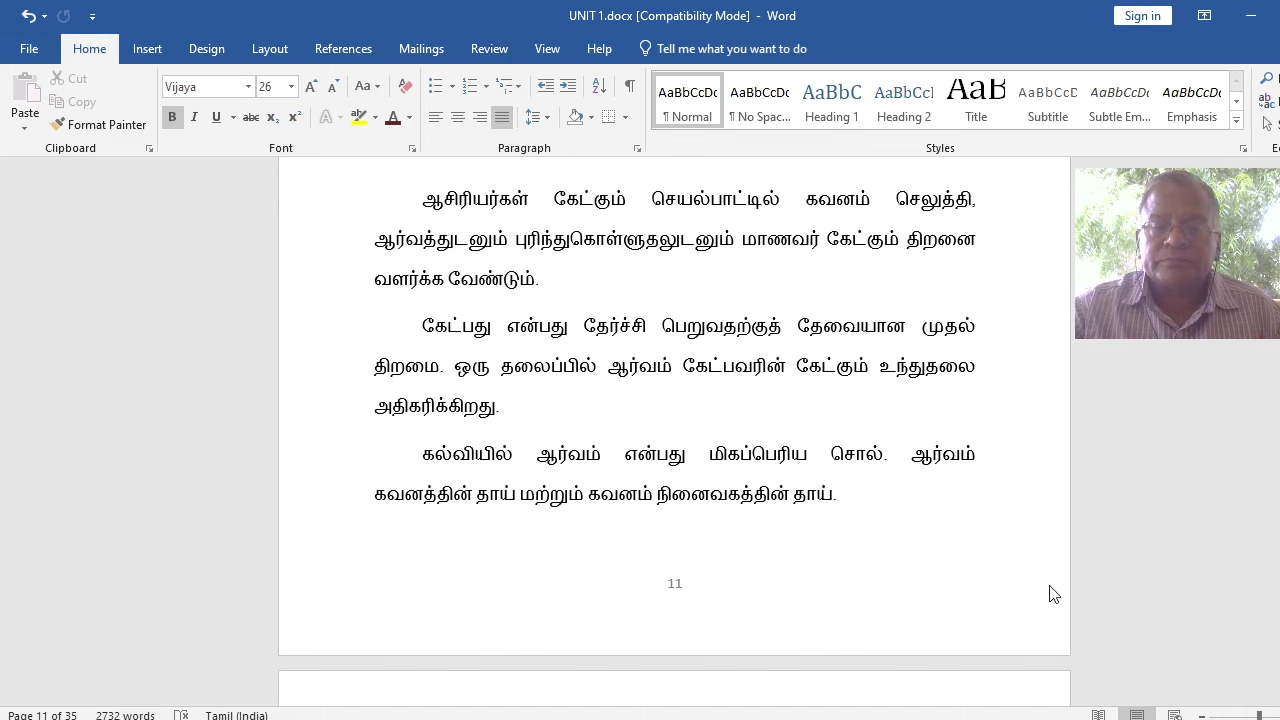 UNIT 1.docx [Compatibility Mode] - Word
Sign in
File Home Insert Design Layout References Mailings Review View Help Tell me what you want to do
Paste Cut Copy Format Painter
Vijaya 26
AaBbCcDc AaBbCcDc AaBbC AaBbCcI AaB AaBbCcD AaBbCcDc AaBbCcDc
¶ Normal ¶ No Spac... Heading 1 Heading 2 Title Subtitle Subtle Em... Emphasis
Clipboard Font Paragraph Styles
ஆசிரியர்கள் கேட்கும் செயல்பாட்டில் கவனம் செலுத்தி,
ஆர்வத்துடனும் புரிந்துகொள்ளுதலுடனும் மாணவர் கேட்கும் திறனை
வளர்க்க வேண்டும்.
கேட்பது என்பது தேர்ச்சி பெறுவதற்குத் தேவையான முதல்
திறமை. ஒரு தலைப்பில் ஆர்வம் கேட்பவரின் கேட்கும் உந்துதலை
அதிகரிக்கிறது.
கல்வியில் ஆர்வம் என்பது மிகப்பெரிய சொல். ஆர்வம்
கவனத்தின் தாய் மற்றும் கவனம் நினைவகத்தின் தாய்.
11
Page 11 of 35 2732 words Tamil (India)